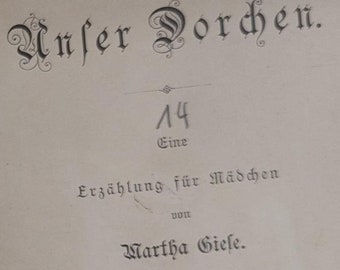 Unser Dorchen.
14
Eine
Erzählung für Mädchen
von
Martha Giese.